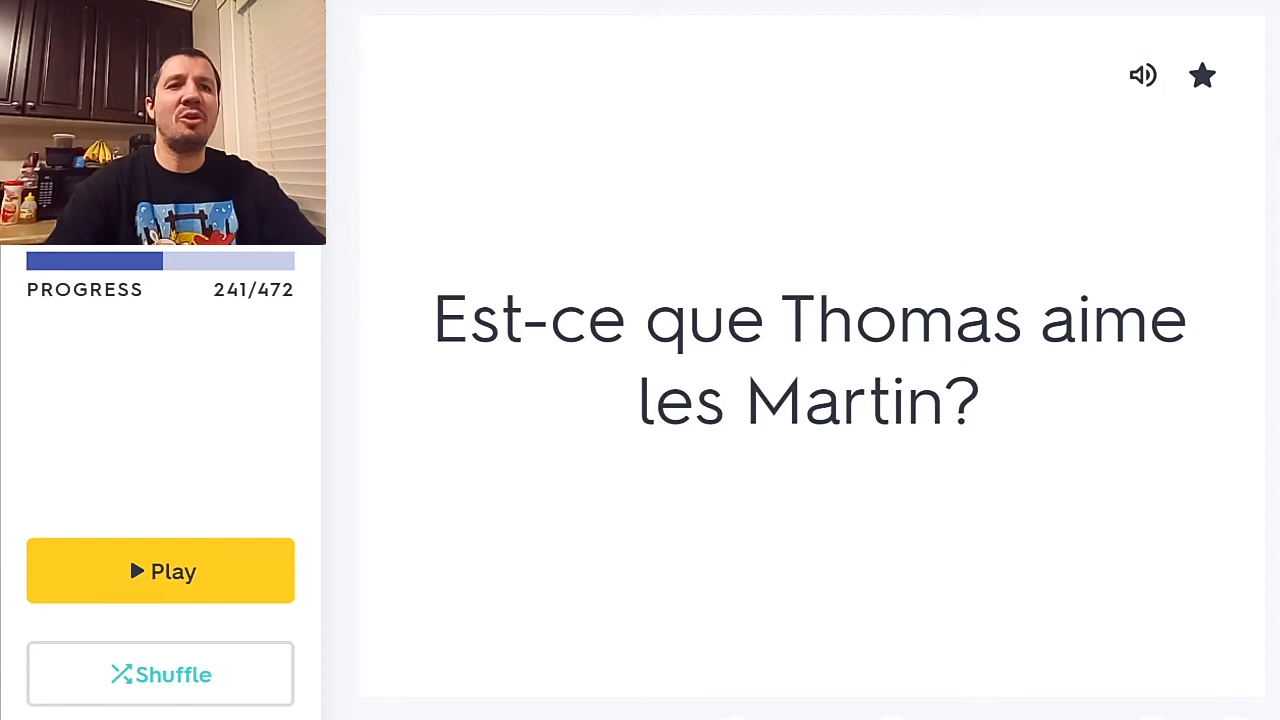 PROGRESS 241/472
Play
Shuffle
Est-ce que Thomas aime
les Martin?